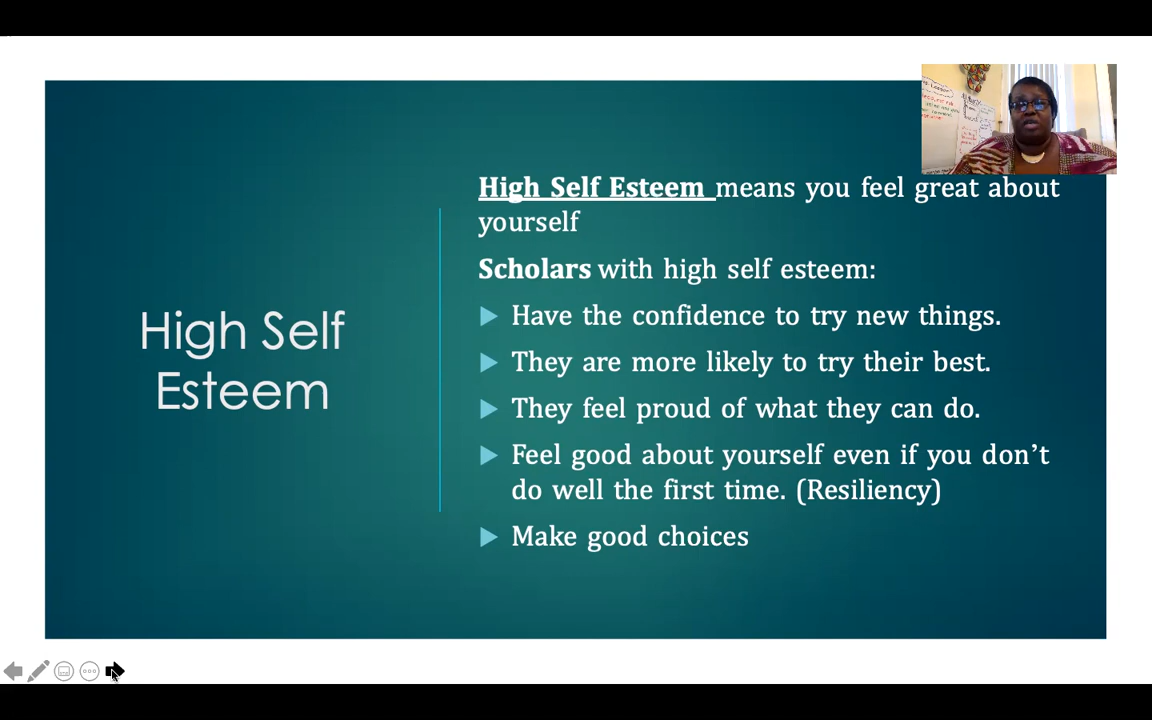 High Self
Esteem
High Self Esteem means you feel great about
yourself
Scholars with high self esteem:
Have the confidence to try new things.
They are more likely to try their best.
They feel proud of what they can do.
Feel good about yourself even if you don’t
do well the first time. (Resiliency)
Make good choices